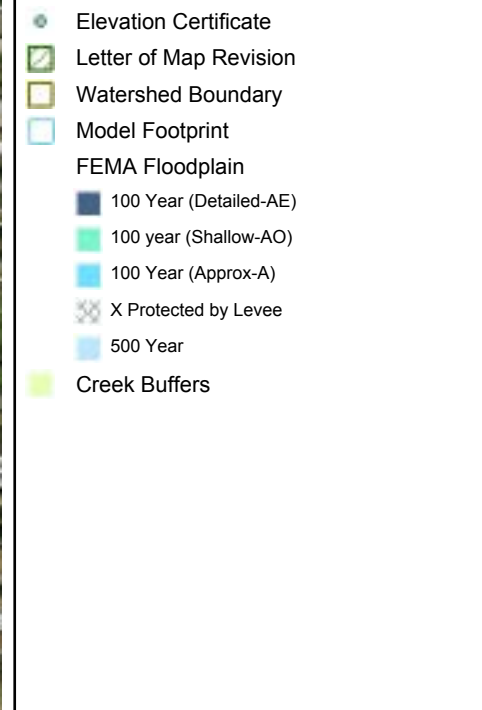 Elevation Certificate
Letter of Map Revision
Watershed Boundary
Model Footprint
FEMA Floodplain
100 Year (Detailed-AE)
100 year (Shallow-AO)
100 Year (Approx-A)
X Protected by Levee
500 Year
Creek Buffers